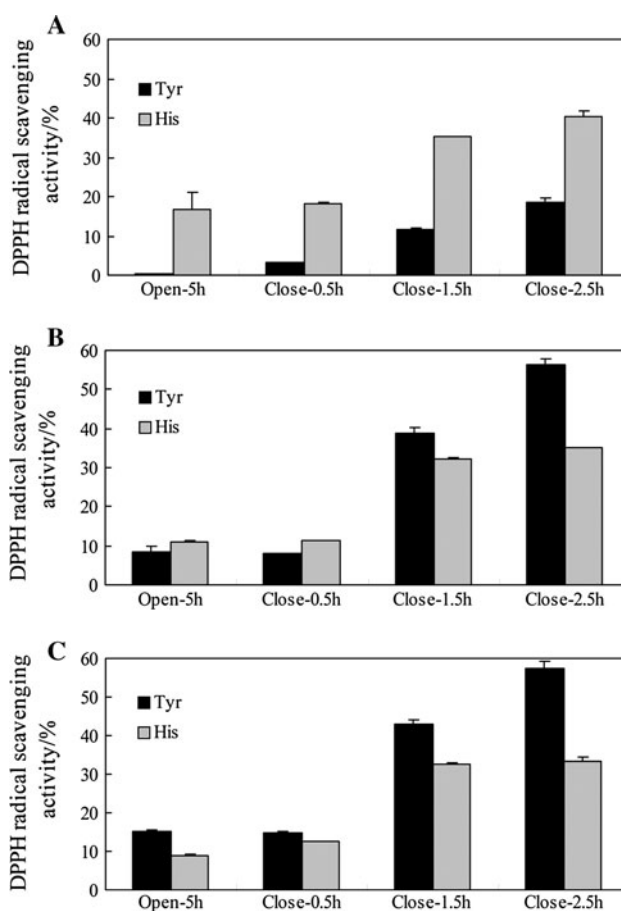 A
DPPH radical scavenging
activity/%
60
50
40
30
20
10
0
Tyr
His
Open-5h Close-0.5h Close-1.5h Close-2.5h
B
DPPH radical scavenging
activity/%
60
50
40
30
20
10
0
Tyr
His
Open-5h Close-0.5h Close-1.5h Close-2.5h
C
DPPH radical scavenging
activity/%
60
50
40
30
20
10
0
Tyr
His
Open-5h Close-0.5h Close-1.5h Close-2.5h